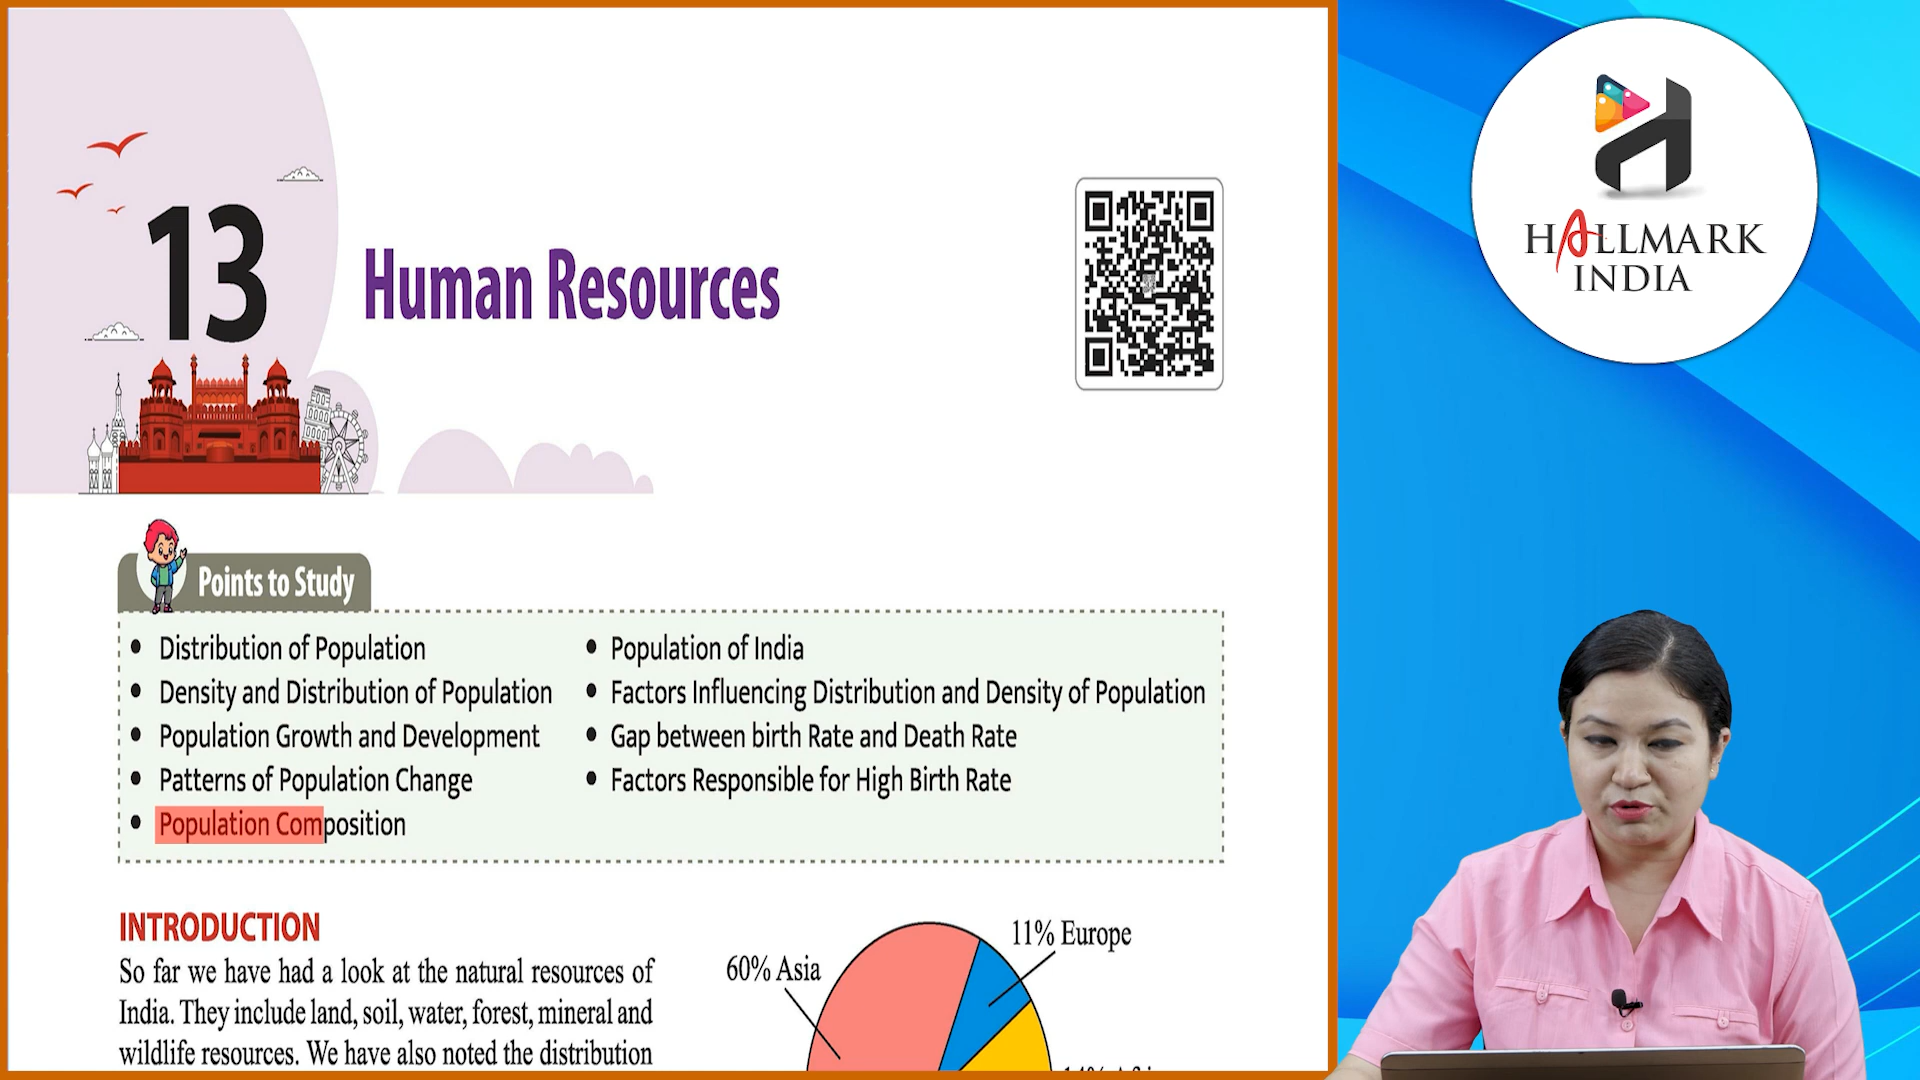 13
Human Resources
Points to Study
• Distribution of Population
• Density and Distribution of Population
• Population Growth and Development
• Patterns of Population Change
• Population Composition
• Population of India
• Factors Influencing Distribution and Density of Population
• Gap between birth Rate and Death Rate
• Factors Responsible for High Birth Rate
INTRODUCTION
So far we have had a look at the natural resources of
India. They include land, soil, water, forest, mineral and
wildlife resources. We have also noted the distribution
60% Asia
11% Europe
HALLMARK
INDIA